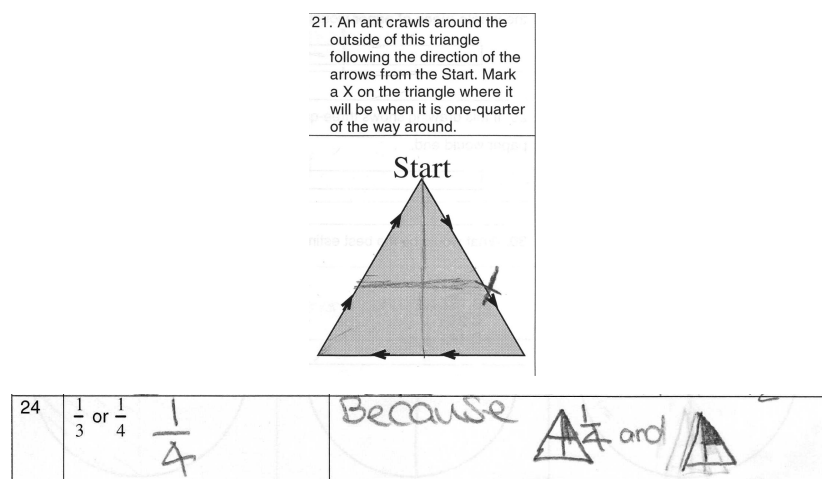 21. An ant crawls around the
outside of this triangle
following the direction of the
arrows from the Start. Mark
a X on the triangle where it
will be when it is one-quarter
of the way around.
Start
X
24 1/3 or 1/4 1/4 Because 1/4 and